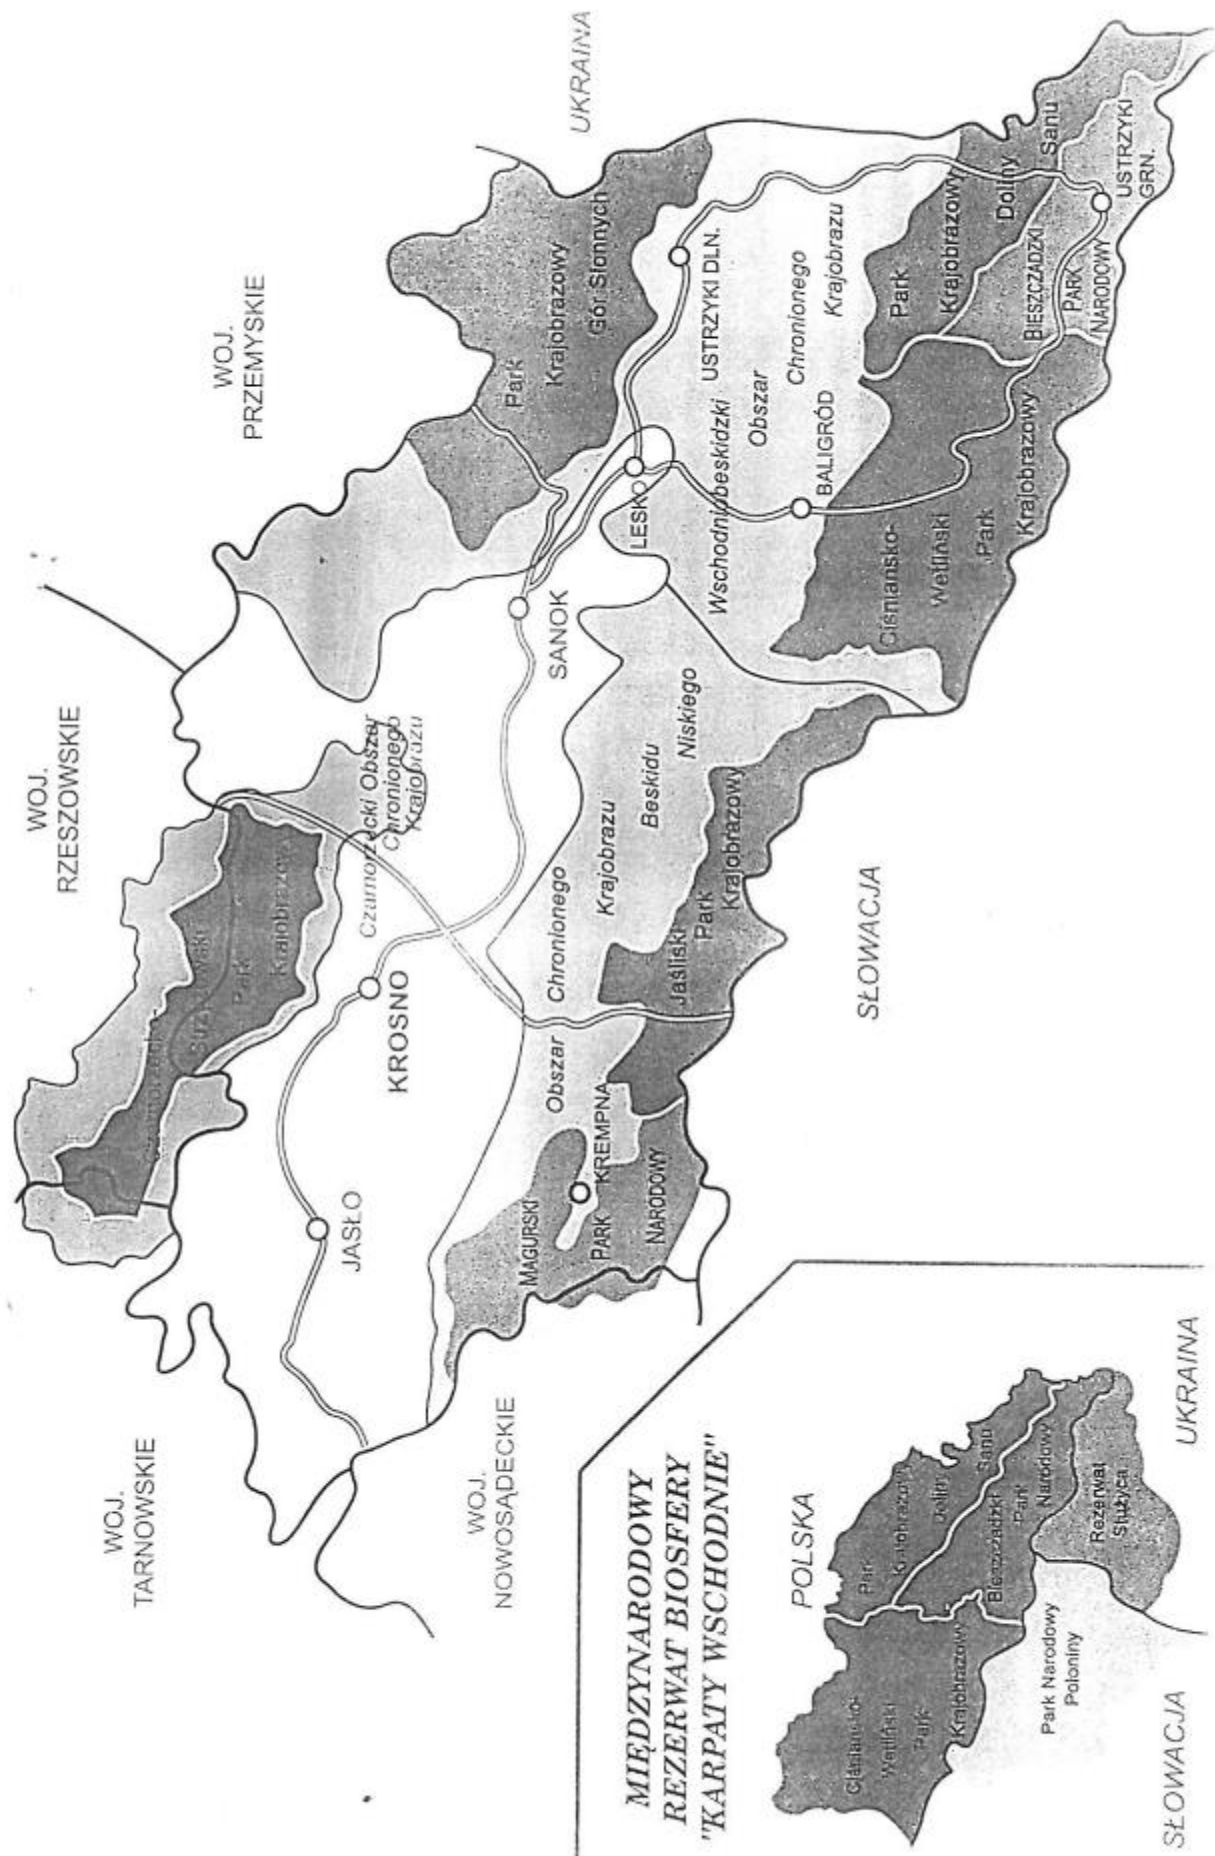 WOJ.
TARNOWSKIE
WOJ.
RZESZOWSKIE
WOJ.
PRZEMYSKIE
UKRAINA
Strzyżowski
Park
Krajobrazowy
Czarnorzecki Obszar
Chronionego
Krajobrazu
Park
Krajobrazowy
Gór Słonnych
JASŁO
KROSNO
SANOK
LESKO
USTRZYKI DLN.
WOJ.
NOWOSĄDECKIE
MAGURSKI
PARK
NARODOWY
KREMPNA
Obszar
Chronionego
Krajobrazu
Beskidu
Niskiego
Jaśliski
Park
Krajobrazowy
Wschodniobeskidzki
Obszar
Chronionego
Krajobrazu
BALIGRÓD
Ciśniańsko-
Wetliński
Park
Krajobrazowy
Park
Krajobrazowy
Doliny
Sanu
BIESZCZADZKI
PARK
NARODOWY
USTRZYKI
GRN.
SŁOWACJA
MIĘDZYNARODOWY
REZERWAT BIOSFERY
"KARPATY WSCHODNIE"
POLSKA
Ciśniańsko-
Wetliński
Park
Krajobrazowy
Park
Krajobrazowy
Doliny
Sanu
Bieszczadzki
Park
Narodowy
Park Narodowy
Poloniny
Rezerwat
Stużyca
SŁOWACJA
UKRAINA